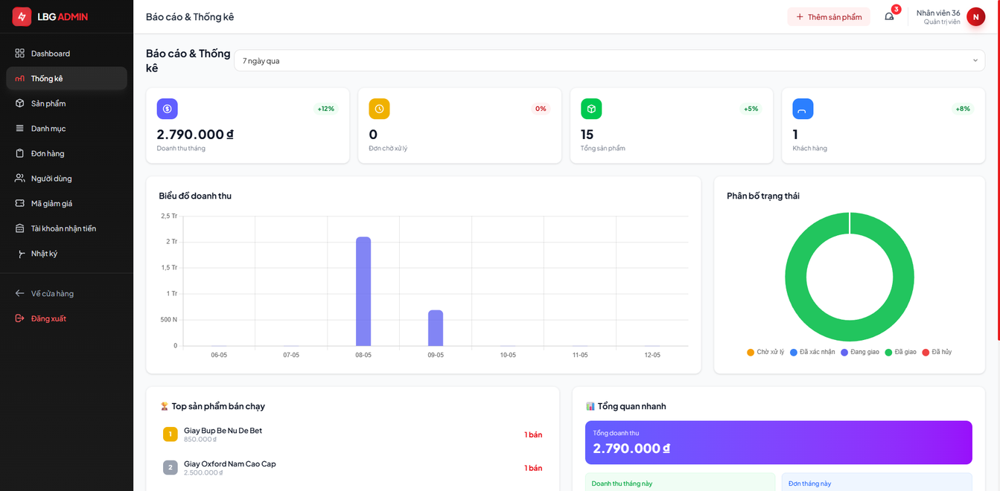 LBG ADMIN
Dashboard
Thống kê
Sản phẩm
Danh mục
Đơn hàng
Người dùng
Mã giảm giá
Tài khoản nhận tiền
Nhật ký
Về cửa hàng
Đăng xuất
Báo cáo & Thống kê
Thêm sản phẩm
3
Nhân viên 36
Quản trị viên
N
Báo cáo & Thống
kê
7 ngày qua
+12%
2.790.000 ₫
Doanh thu tháng
0%
0
Đơn chờ xử lý
+5%
15
Tổng sản phẩm
+8%
1
Khách hàng
Biểu đồ doanh thu
2,5 Tr
2 Tr
1,5 Tr
1 Tr
500 N
0
06-05 07-05 08-05 09-05 10-05 11-05 12-05
Phân bố trạng thái
Chờ xử lý Đã xác nhận Đang giao Đã giao Đã hủy
Top sản phẩm bán chạy
1
Giay Bup Be Nu De Bet
850.000 ₫
1 bán
2
Giay Oxford Nam Cao Cap
2.500.000 ₫
1 bán
Tổng quan nhanh
Tổng doanh thu
2.790.000 ₫
Doanh thu tháng này
Đơn tháng này